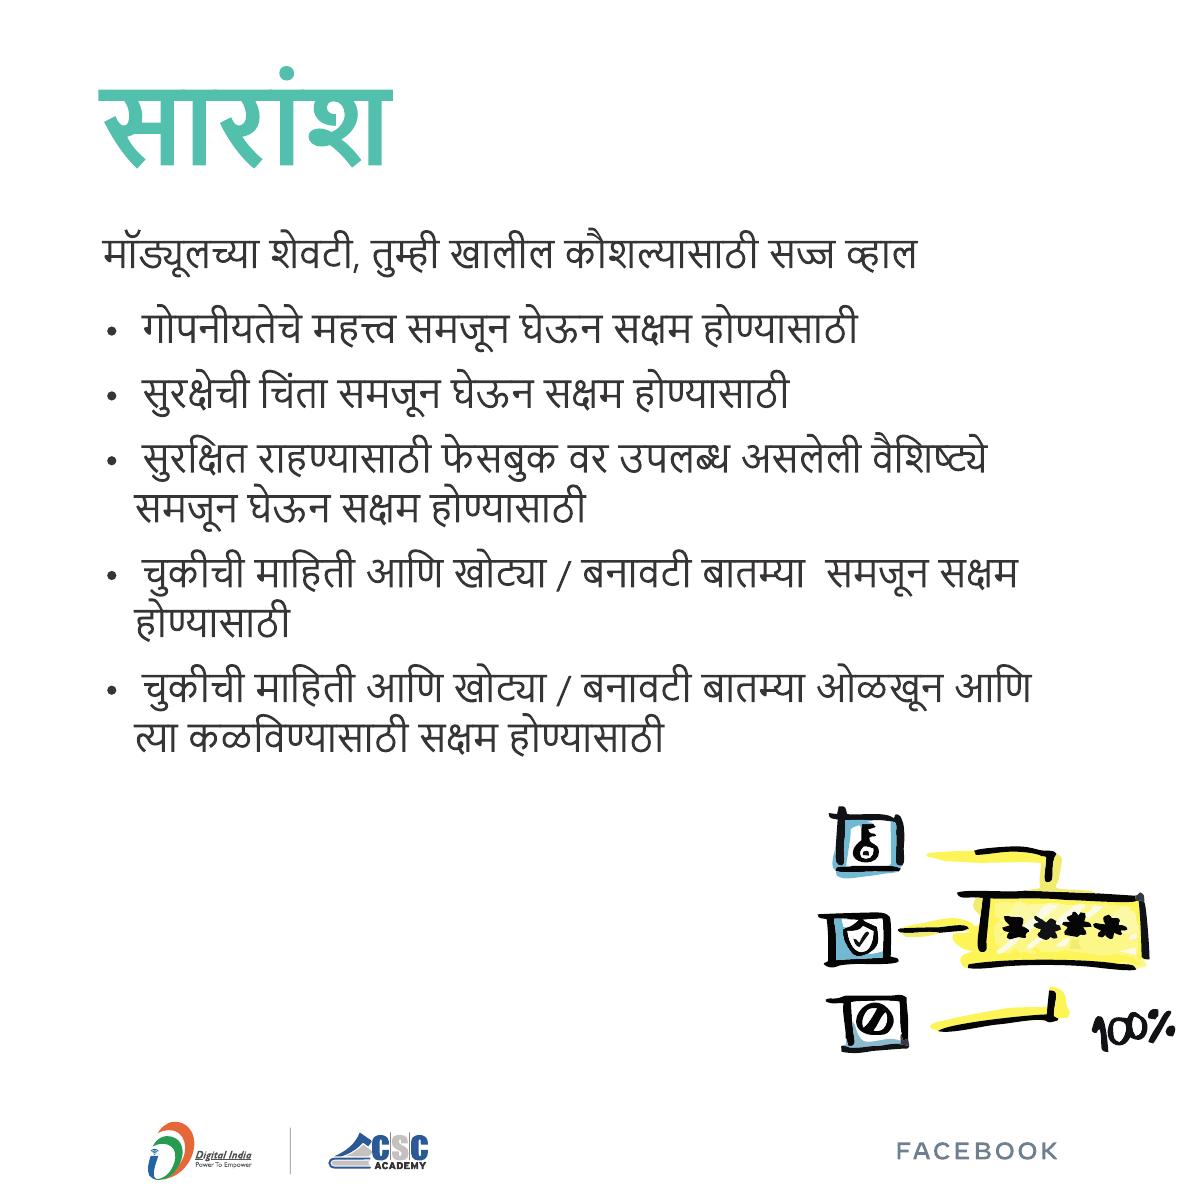 सारांश
मॉड्यूलच्या शेवटी, तुम्ही खालील कौशल्यासाठी सज्ज व्हाल
• गोपनीयतेचे महत्त्व समजून घेऊन सक्षम होण्यासाठी
• सुरक्षेची चिंता समजून घेऊन सक्षम होण्यासाठी
• सुरक्षित राहण्यासाठी फेसबुक वर उपलब्ध असलेली वैशिष्ट्ये
समजून घेऊन सक्षम होण्यासाठी
• चुकीची माहिती आणि खोट्या / बनावटी बातम्या समजून सक्षम
होण्यासाठी
• चुकीची माहिती आणि खोट्या / बनावटी बातम्या ओळखून आणि
त्या कळविण्यासाठी सक्षम होण्यासाठी
****
100%
Digital India
Power To Empower
CSC
ACADEMY
FACEBOOK